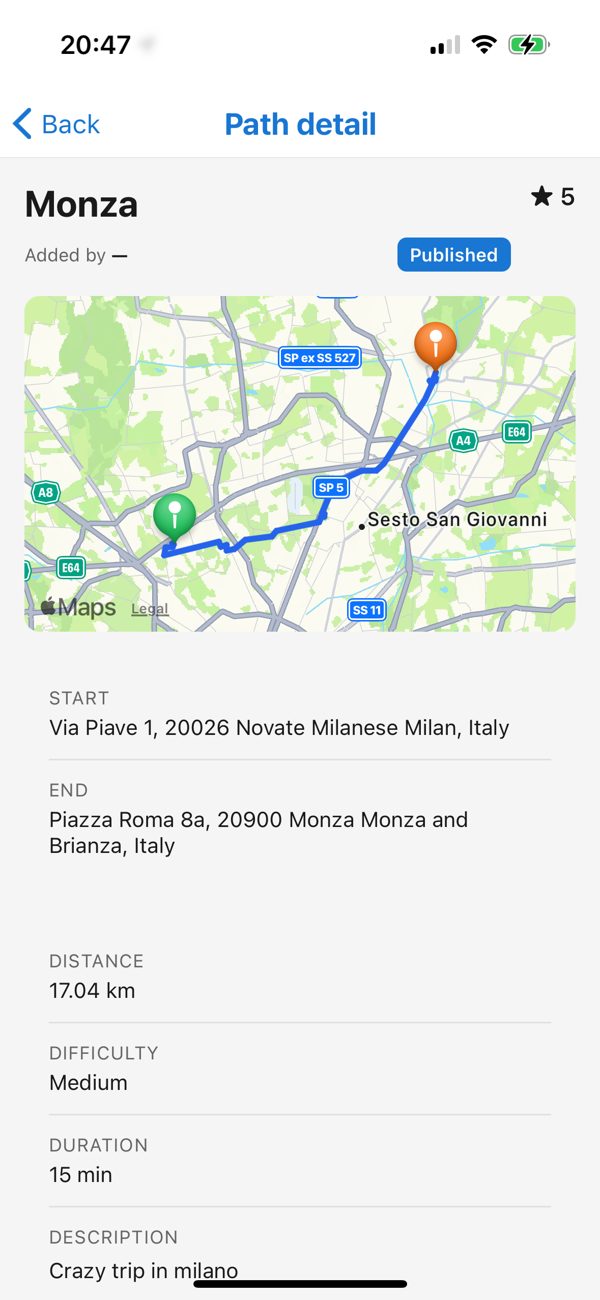 20:47
Back
Path detail
Monza
★ 5
Added by —
Published
SP ex SS 527
A4
E64
A8
SP 5
Sesto San Giovanni
E64
Maps
Legal
SS 11
START
Via Piave 1, 20026 Novate Milanese Milan, Italy
END
Piazza Roma 8a, 20900 Monza Monza and
Brianza, Italy
DISTANCE
17.04 km
DIFFICULTY
Medium
DURATION
15 min
DESCRIPTION
Crazy trip in milano